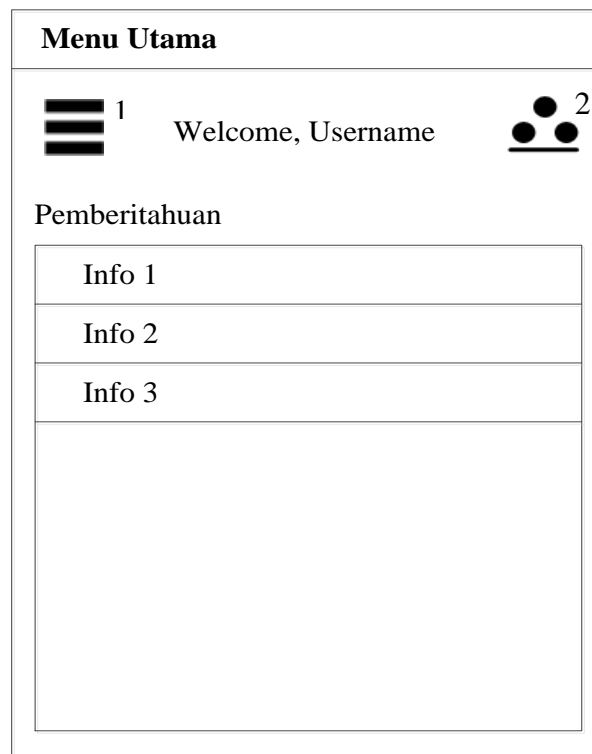 Menu Utama
1
Welcome, Username
2
Pemberitahuan
Info 1
Info 2
Info 3